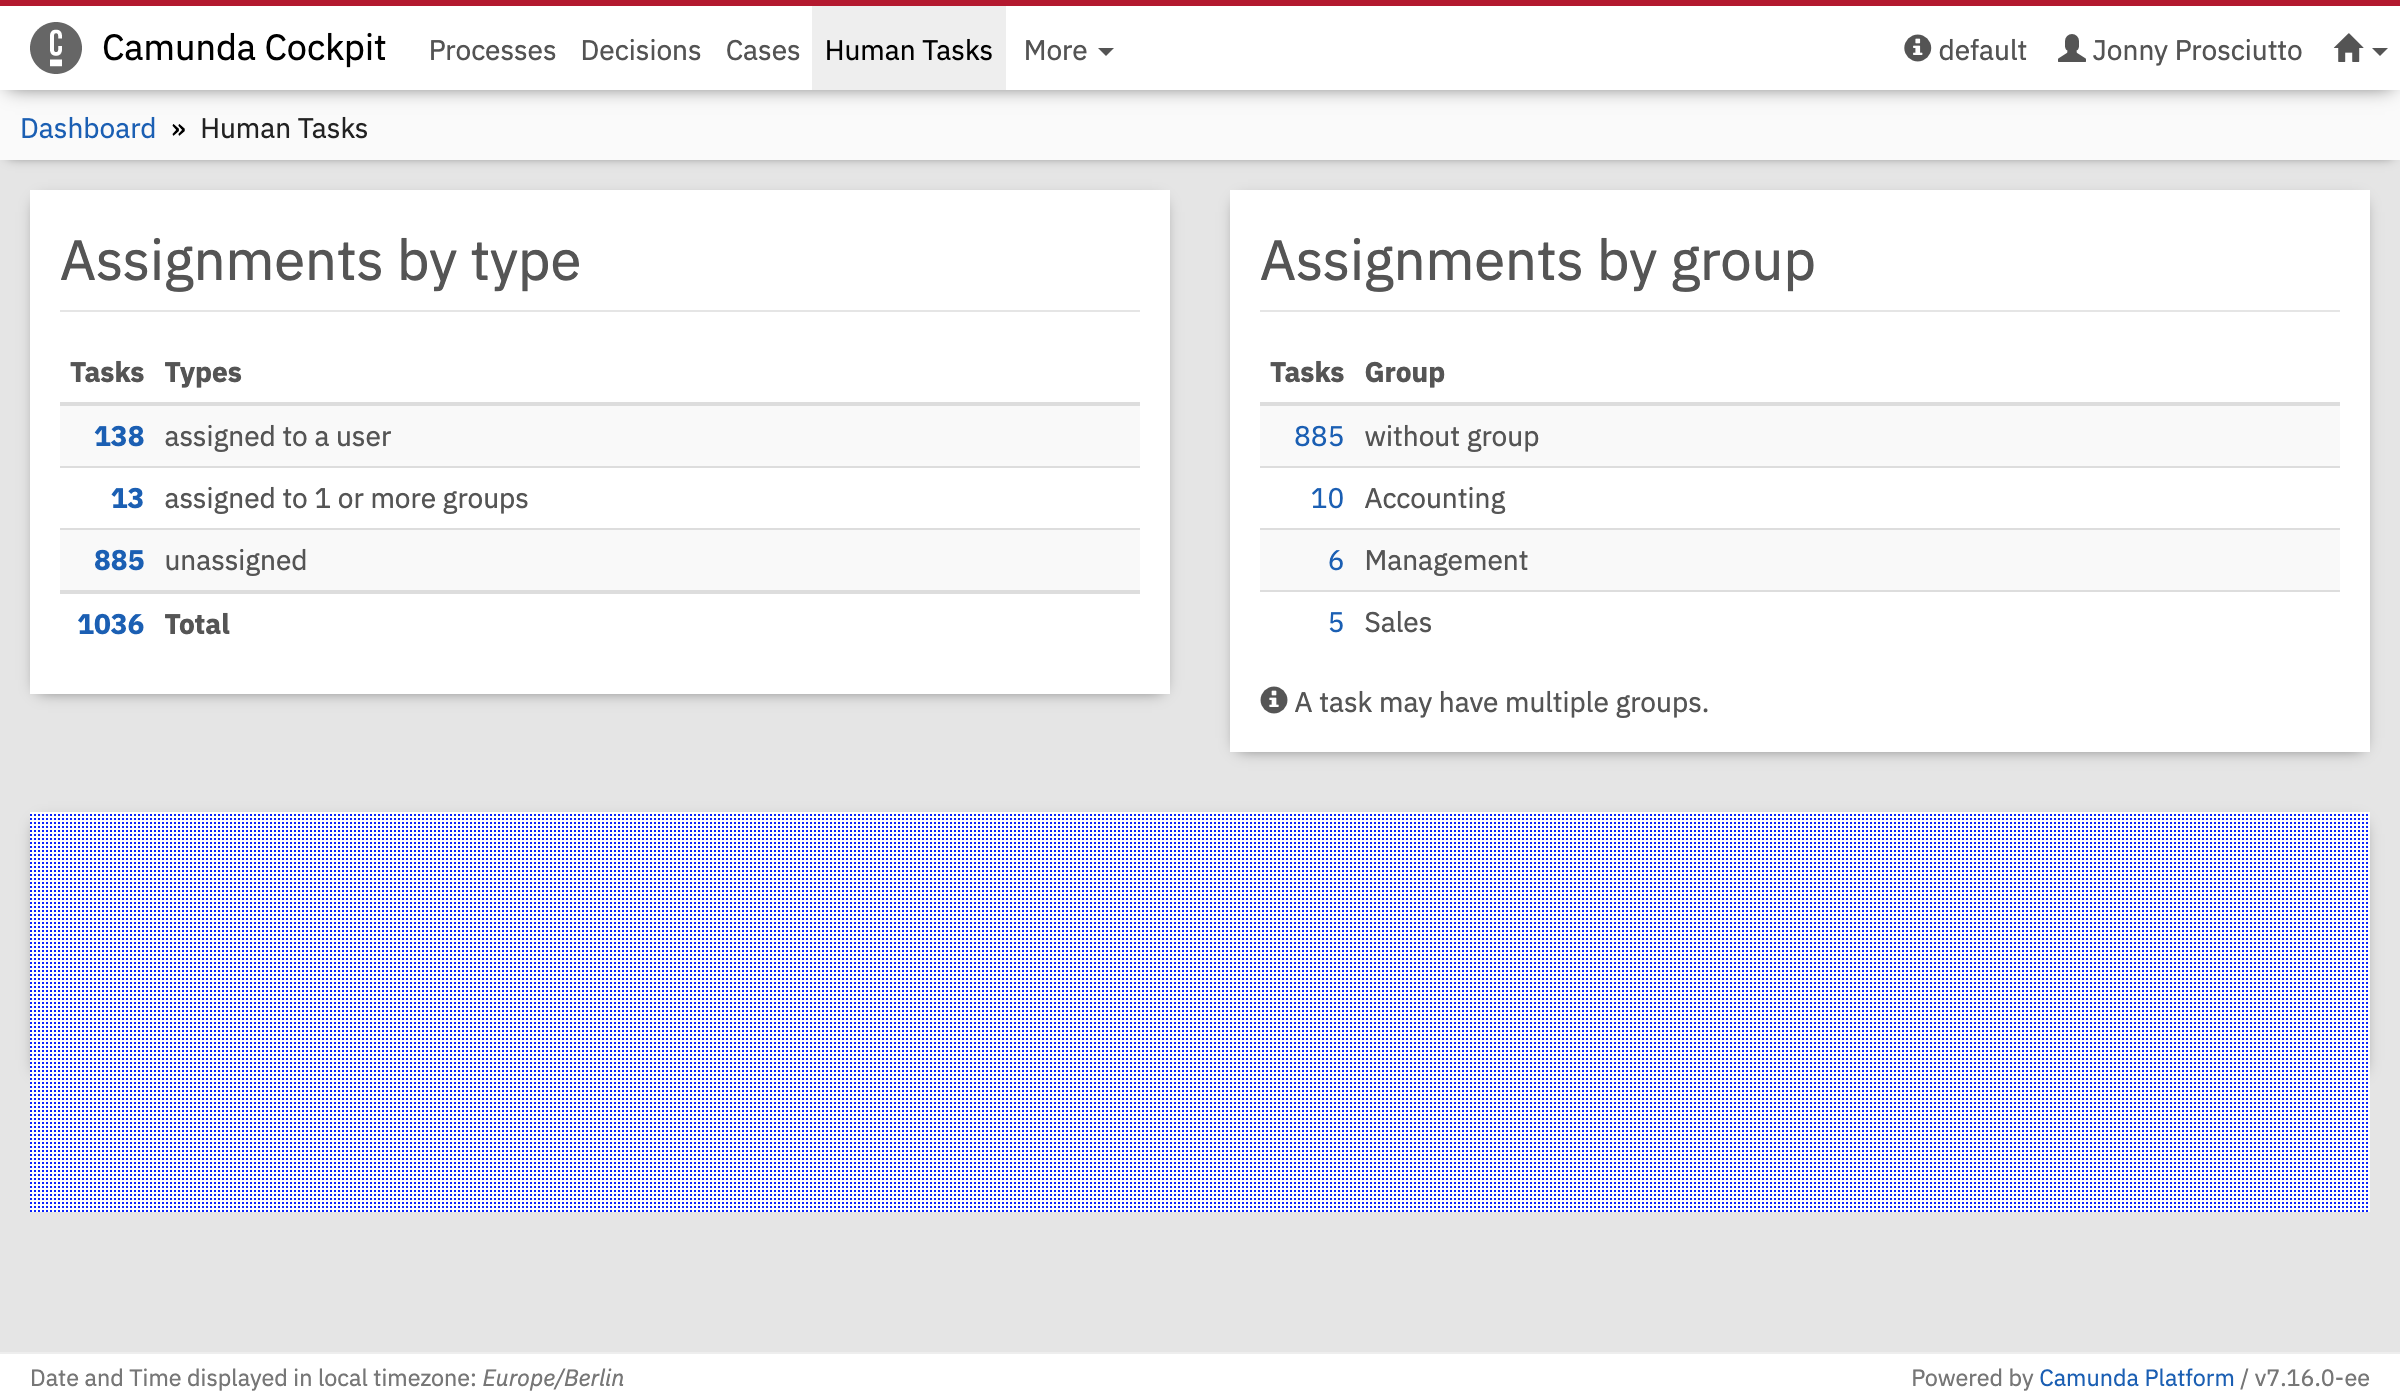 Camunda Cockpit Processes Decisions Cases Human Tasks More default Jonny Prosciutto
Dashboard » Human Tasks
Assignments by type
Tasks Types
138 assigned to a user
13 assigned to 1 or more groups
885 unassigned
1036 Total
Assignments by group
Tasks Group
885 without group
10 Accounting
6 Management
5 Sales
A task may have multiple groups.
Date and Time displayed in local timezone: Europe/Berlin
Powered by Camunda Platform / v7.16.0-ee